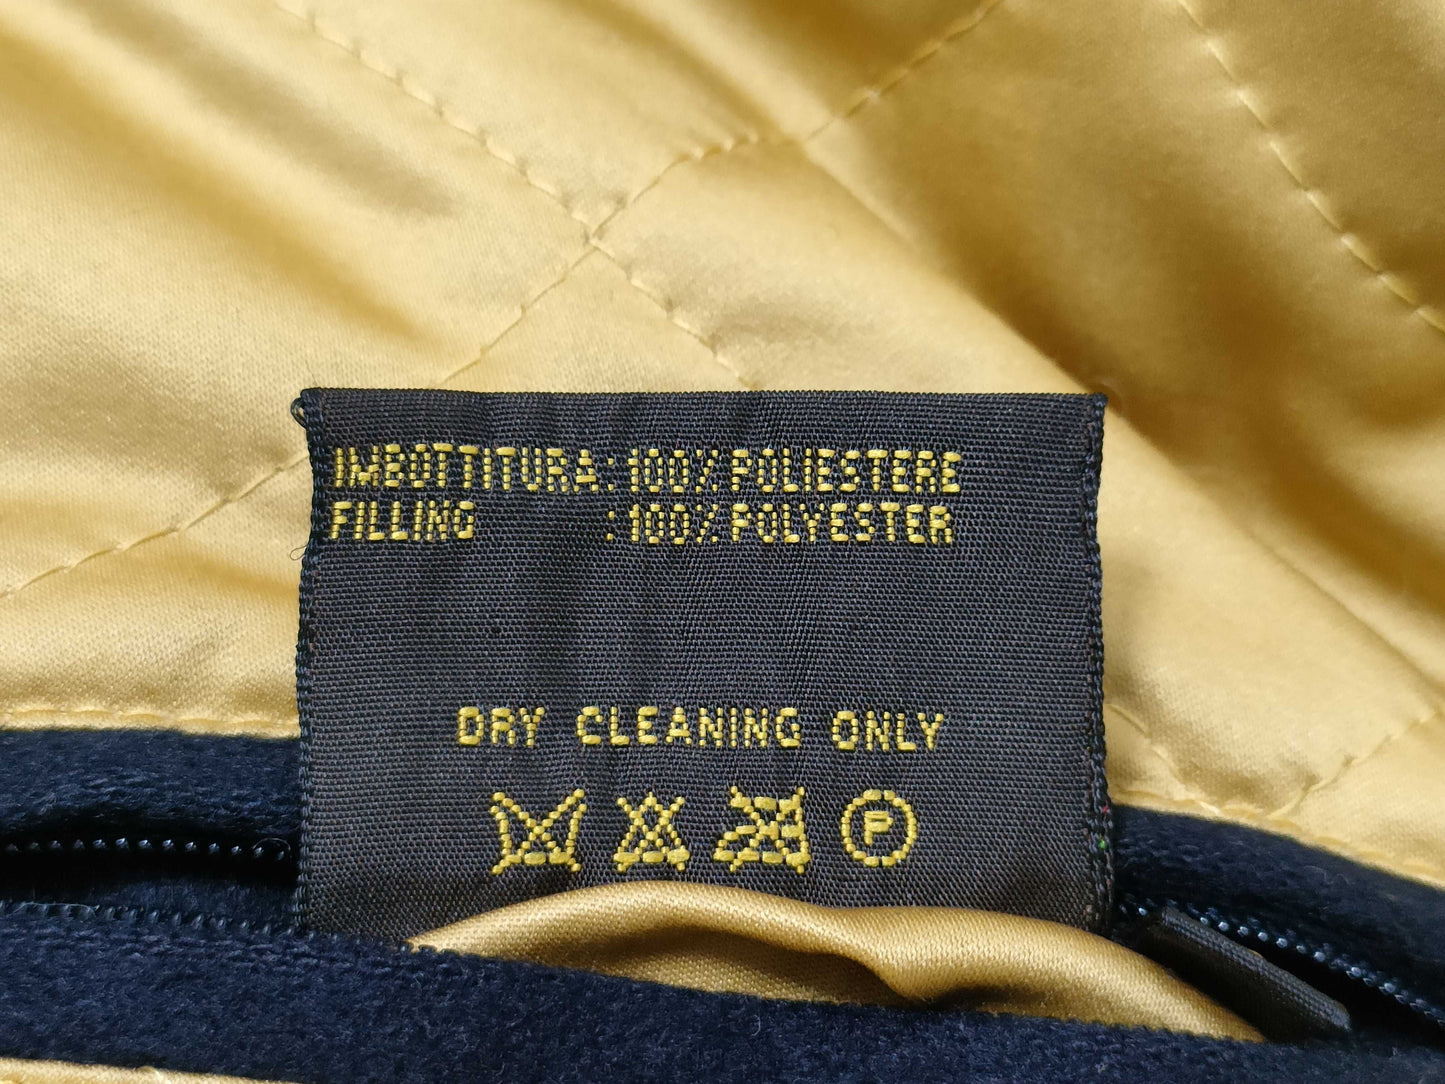 IMBOTTITURA: 100% POLIESTERE
FILLING : 100% POLYESTER
DRY CLEANING ONLY
P